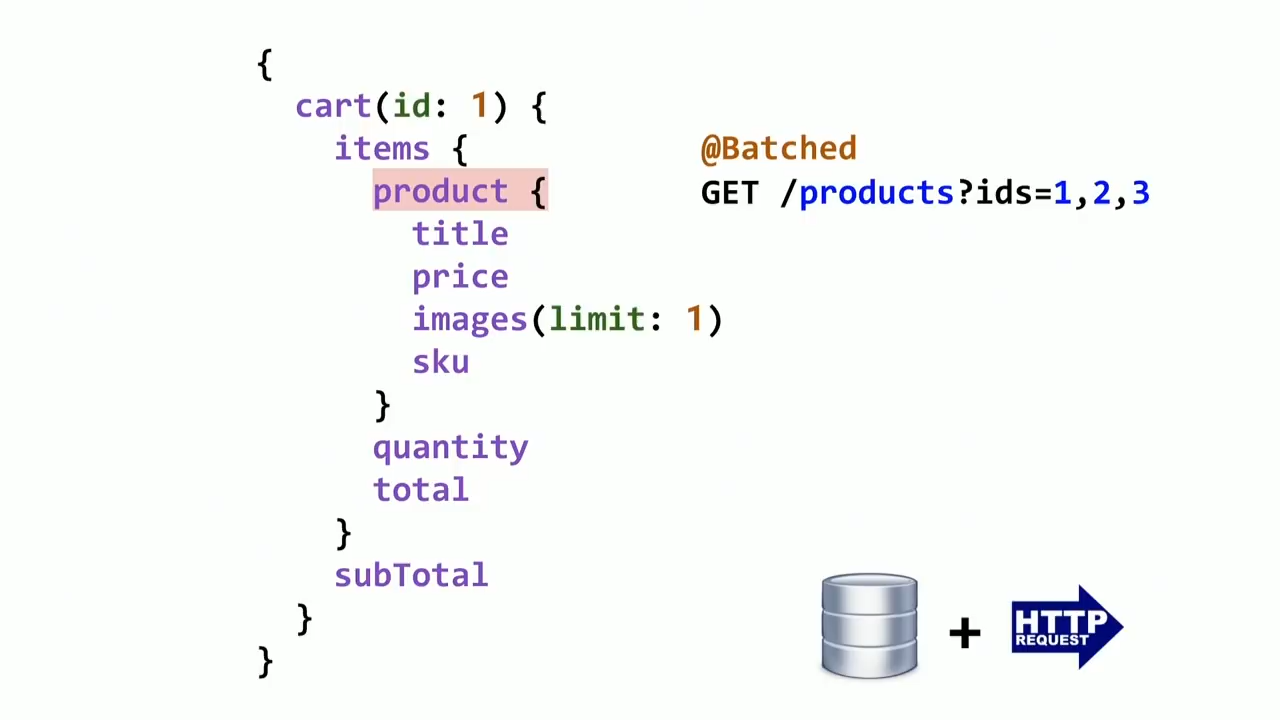 {
cart(id: 1) {
items {
product {
title
price
images(limit: 1)
sku
}
quantity
total
}
subTotal
}
}
@Batched
GET /products?ids=1,2,3
+
HTTP
REQUEST